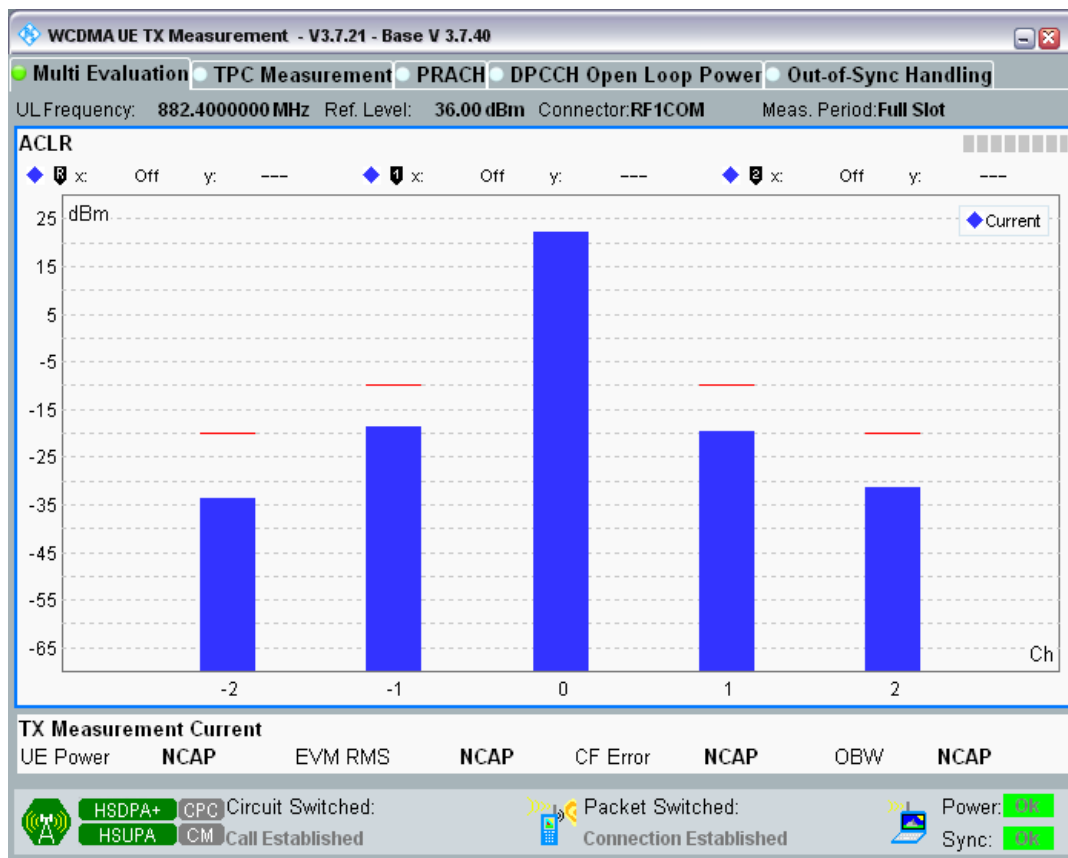 WCDMA UE TX Measurement - V3.7.21 - Base V 3.7.40
Multi Evaluation TPC Measurement PRACH DPCCH Open Loop Power Out-of-Sync Handling
UL Frequency: 882.4000000 MHz Ref. Level: 36.00 dBm Connector:RF1COM Meas. Period:Full Slot
ACLR
R x: Off y: --- 1 x: Off y: --- 2 x: Off y: ---
dBm
Current
25
15
5
-5
-15
-25
-35
-45
-55
-65
Ch
-2 -1 0 1 2
TX Measurement Current
UE Power NCAP EVM RMS NCAP CF Error NCAP OBW NCAP
HSDPA+ CPC Circuit Switched: Packet Switched: Power: OK
HSUPA CM Call Established Connection Established Sync: OK